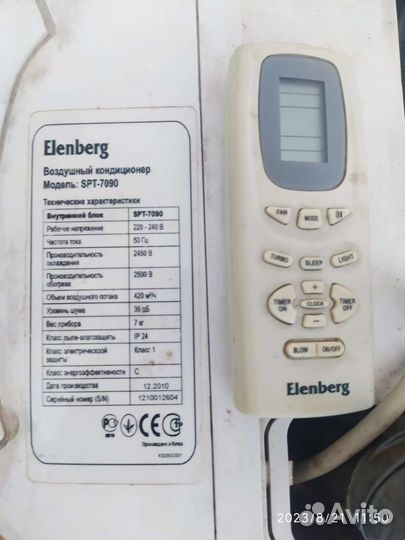 Elenberg
Воздушный кондиционер
Модель: SPT-7090
Технические характеристики
Внутренний блок SPT-7090
Рабочее напряжение 220 - 240 В
Частота тока 50 Гц
Производительность охлаждения 2450 В
Производительность обогрева 2500 В
Объем воздушного потока 420 м³/ч
Уровень шума 36 дБ
Вес прибора 7 кг
Класс пыле-влагозащиты IP 24
Класс электрической защиты Класс 1
Класс энергоэффективности C
Дата производства 12.2010
Серийный номер (S/N) 1210012604
Произведено в Китае
FAN
MODE
TURBO
SLEEP
LIGHT
+
TIMER ON
CLOCK
TIMER OFF
−
BLOW
ON/OFF
Elenberg
2023/8/21 11:50
Avito